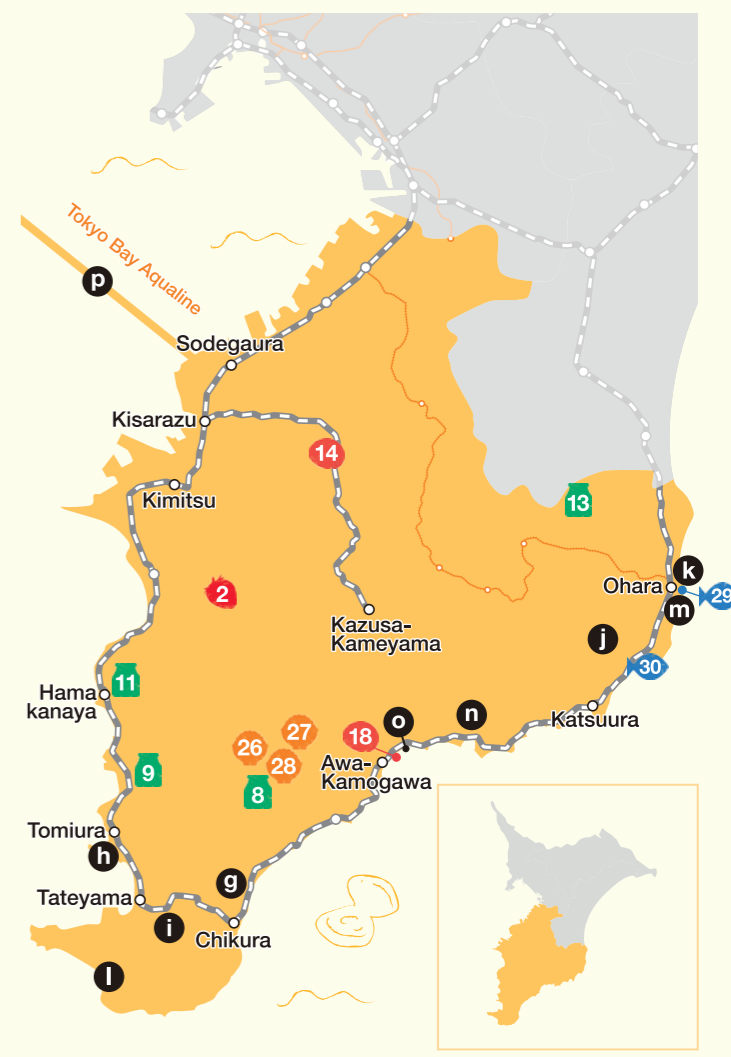 Tokyo Bay Aqualine
p
Sodegaura
Kisarazu
14
Kimitsu
13
2
Kazusa-
Kameyama
Ohara
k
29
m
j
30
11
Hama
kanaya
Katsuura
n
o
18
27
26
28
Awa-
Kamogawa
9
8
Tomiura
h
Tateyama
g
i
Chikura
l